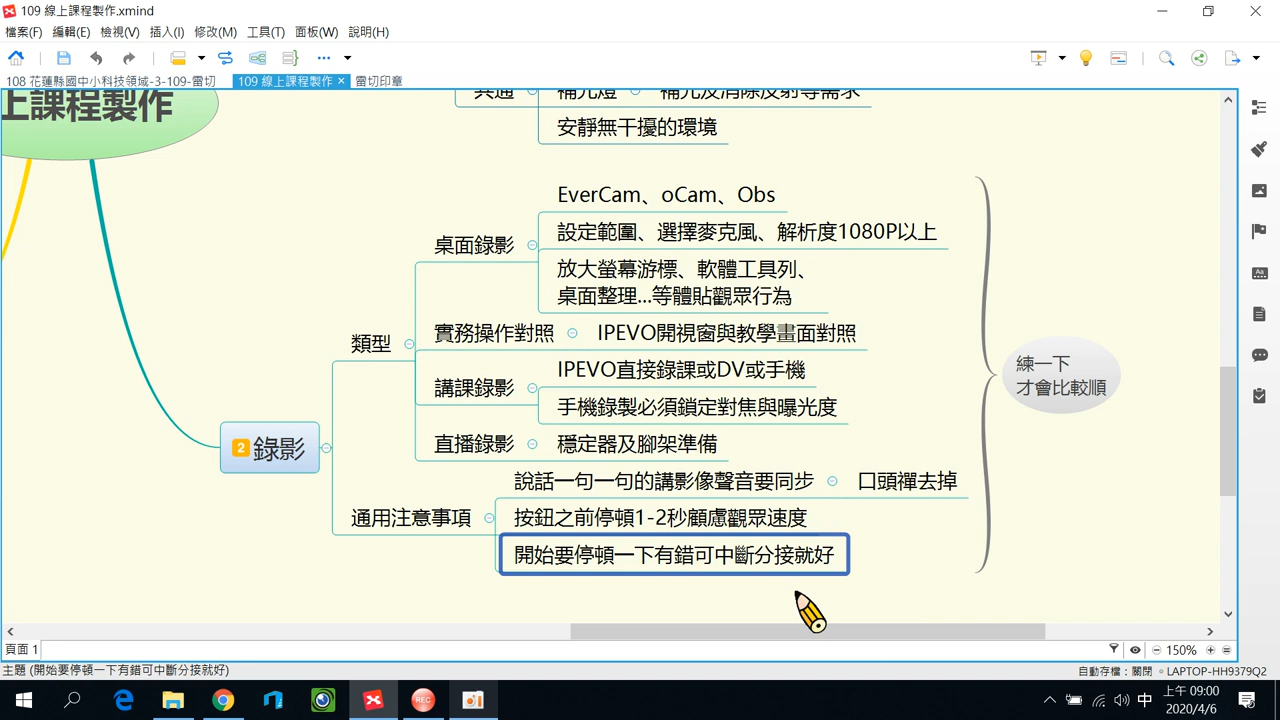 109 線上課程製作.xmind
檔案(F) 編輯(E) 檢視(V) 插入(I) 修改(M) 工具(T) 面板(W) 說明(H)
108 花蓮縣國中小科技領域-3-109-雷切 109 線上課程製作 × 雷切印章
上課程製作
共通 補光燈 補光及消除反射等需求
安靜無干擾的環境
EverCam、oCam、Obs
設定範圍、選擇麥克風、解析度1080P以上
桌面錄影
放大螢幕游標、軟體工具列、
桌面整理...等體貼觀眾行為
實務操作對照 IPEVO開視窗與教學畫面對照
類型
IPEVO直接錄課或DV或手機
講課錄影
手機錄製必須鎖定對焦與曝光度
練一下
才會比較順
直播錄影 穩定器及腳架準備
2 錄影
說話一句一句的講影像聲音要同步 口頭禪去掉
通用注意事項 按鈕之前停頓1-2秒顧慮觀眾速度
開始要停頓一下有錯可中斷分接就好
頁面 1
150%
主題 (開始要停頓一下有錯可中斷分接就好)
自動存檔：關閉 LAPTOP-HH9379Q2
REC
中
上午 09:00
2020/4/6